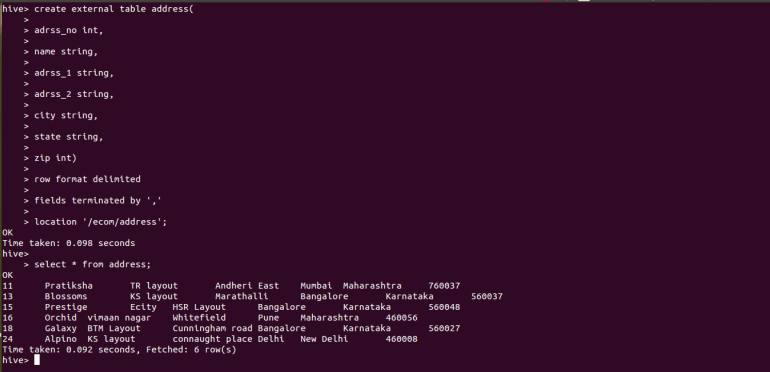 hive> create external table address(
>
> adrss_no int,
>
> name string,
>
> adrss_1 string,
>
> adrss_2 string,
>
> city string,
>
> state string,
>
> zip int)
>
> row format delimited
>
> fields terminated by ','
>
> location '/ecom/address';
OK
Time taken: 0.098 seconds
hive>
> select * from address;
OK
11 Pratiksha TR layout Andheri East Mumbai Maharashtra 760037
13 Blossoms KS layout Marathalli Bangalore Karnataka 560037
15 Prestige Ecity HSR Layout Bangalore Karnataka 560048
16 Orchid vimaan nagar Whitefield Pune Maharashtra 460056
18 Galaxy BTM Layout Cunningham road Bangalore Karnataka 560027
24 Alpino KS layout connaught place Delhi New Delhi 460008
Time taken: 0.092 seconds, Fetched: 6 row(s)
hive>